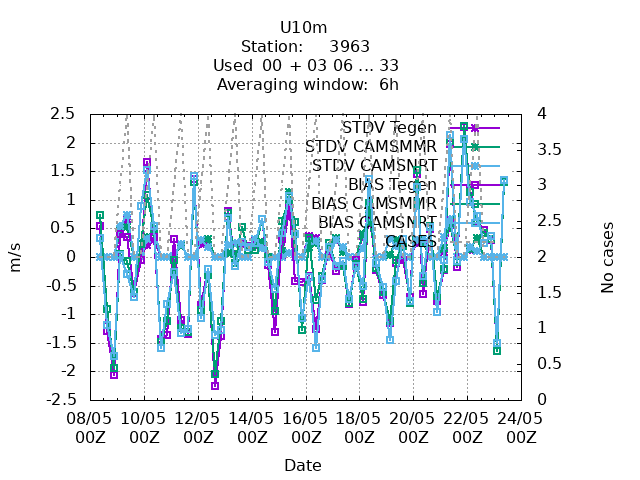 U10m
Station: 3963
Used 00 + 03 06 ... 33
Averaging window: 6h
2.5
2
1.5
1
0.5
0
-0.5
-1
-1.5
-2
-2.5
m/s
4
3.5
3
2.5
2
1.5
1
0.5
0
No cases
STDV Tegen
STDV CAMSMMR
STDV CAMSNRT
BIAS Tegen
BIAS CAMSMMR
BIAS CAMSNRT
CASES
08/05 10/05 12/05 14/05 16/05 18/05 20/05 22/05 24/05
00Z 00Z 00Z 00Z 00Z 00Z 00Z 00Z 00Z
Date